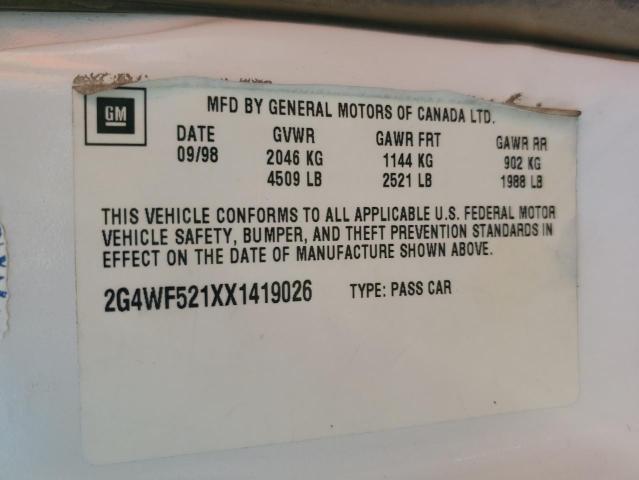 GM
MFD BY GENERAL MOTORS OF CANADA LTD.
DATE GVWR GAWR FRT GAWR RR
09/98 2046 KG 1144 KG 902 KG
4509 LB 2521 LB 1988 LB
THIS VEHICLE CONFORMS TO ALL APPLICABLE U.S. FEDERAL MOTOR
VEHICLE SAFETY, BUMPER, AND THEFT PREVENTION STANDARDS IN
EFFECT ON THE DATE OF MANUFACTURE SHOWN ABOVE.
2G4WF521XX1419026 TYPE: PASS CAR